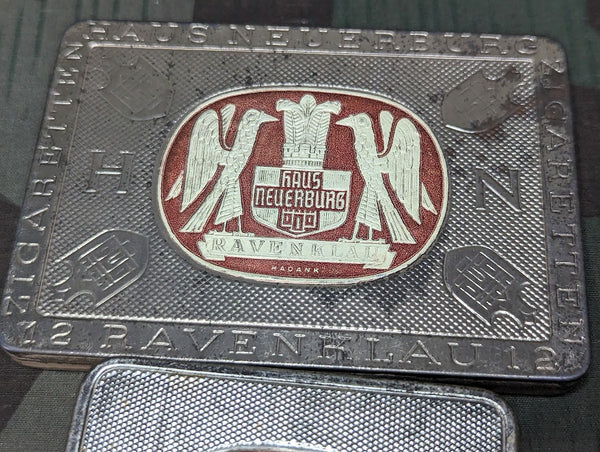 HAUS NEUERBURG
ZIGARETTEN
ZIGARETTEN
H
N
HAUS
NEUERBURG
RAVENKLAU
HADANK
12 RAVENKLAU 12